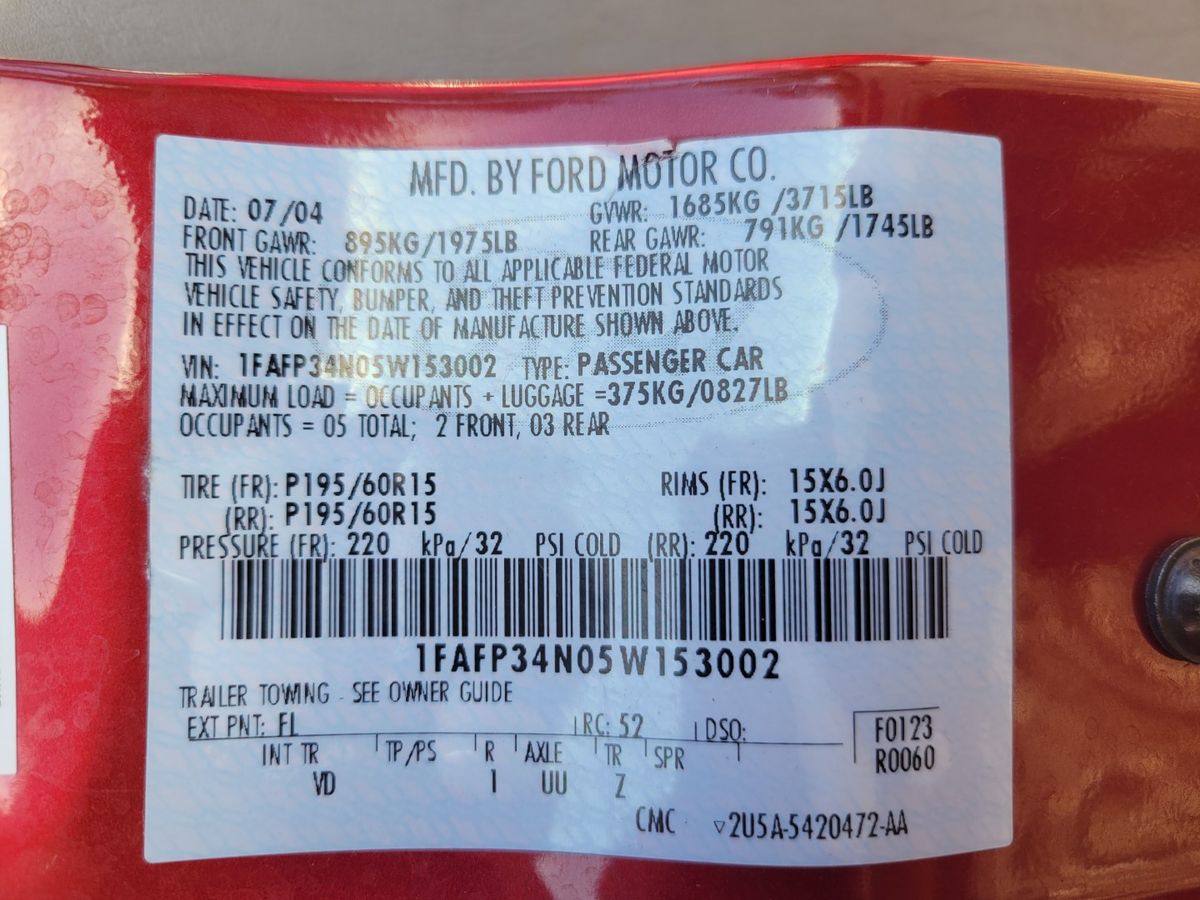 MFD. BY FORD MOTOR CO.
DATE: 07/04 GVWR: 1685KG /3715LB
FRONT GAWR: 895KG/1975LB REAR GAWR: 791KG /1745LB
THIS VEHICLE CONFORMS TO ALL APPLICABLE FEDERAL MOTOR
VEHICLE SAFETY, BUMPER, AND THEFT PREVENTION STANDARDS
IN EFFECT ON THE DATE OF MANUFACTURE SHOWN ABOVE.
VIN: 1FAFP34N05W153002 TYPE: PASSENGER CAR
MAXIMUM LOAD = OCCUPANTS + LUGGAGE =375KG/0827LB
OCCUPANTS = 05 TOTAL; 2 FRONT, 03 REAR
TIRE (FR): P195/60R15 RIMS (FR): 15X6.0J
(RR): P195/60R15 (RR): 15X6.0J
PRESSURE (FR): 220 kPa/32 PSI COLD (RR): 220 kPa/32 PSI COLD
1FAFP34N05W153002
TRAILER TOWING - SEE OWNER GUIDE
EXT PNT: FL RC: 52 DSO: F0123
INT TR TP/PS R AXLE TR SPR R0060
VD I UU Z
CMC ▽2U5A-5420472-AA